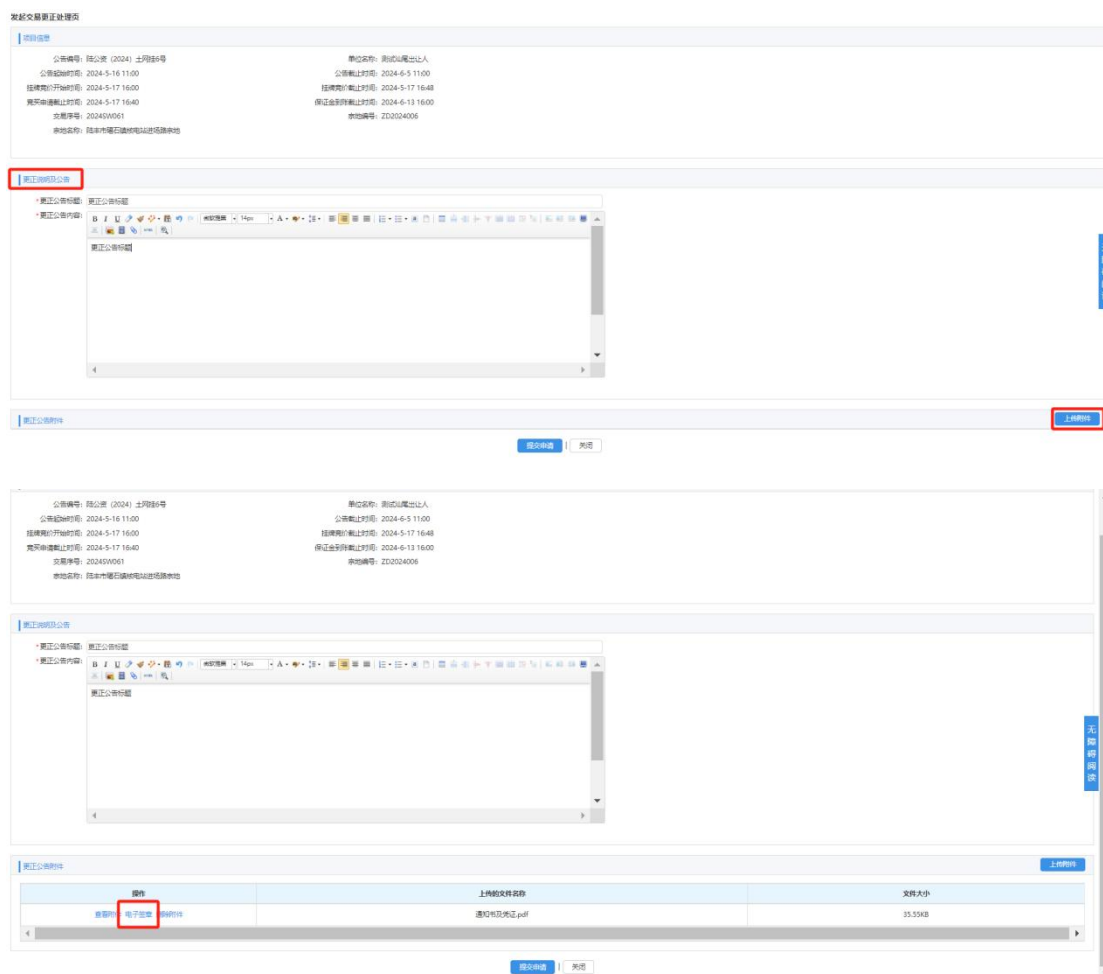 发起交易更正处理页
项目信息
公告编号：陆公资（2024）土网挂6号 单位名称：测试汕尾出让人
公告起始时间：2024-5-16 11:00 公告截止时间：2024-6-5 11:00
挂牌竞价开始时间：2024-5-17 16:00 挂牌竞价截止时间：2024-5-17 16:48
竞买申请截止时间：2024-5-17 16:40 保证金到账截止时间：2024-6-13 16:00
交易序号：2024SW061 宗地编号：ZD2024006
宗地名称：陆丰市碣石镇核电站进场路宗地
更正说明及公告
*更正公告标题：更正公告标题
*更正公告内容：
B I U 微软雅黑 14px A
更正公告标题
更正公告附件 上传附件
提交申请 | 关闭
公告编号：陆公资（2024）土网挂6号 单位名称：测试汕尾出让人
公告起始时间：2024-5-16 11:00 公告截止时间：2024-6-5 11:00
挂牌竞价开始时间：2024-5-17 16:00 挂牌竞价截止时间：2024-5-17 16:48
竞买申请截止时间：2024-5-17 16:40 保证金到账截止时间：2024-6-13 16:00
交易序号：2024SW061 宗地编号：ZD2024006
宗地名称：陆丰市碣石镇核电站进场路宗地
更正说明及公告
*更正公告标题：更正公告标题
*更正公告内容：
B I U 微软雅黑 14px A
更正公告标题
无障碍阅读
更正公告附件 上传附件
操作 上传的文件名称 文件大小
查看附件 电子签章 删除附件 通知书及凭证.pdf 35.55KB
提交申请 | 关闭